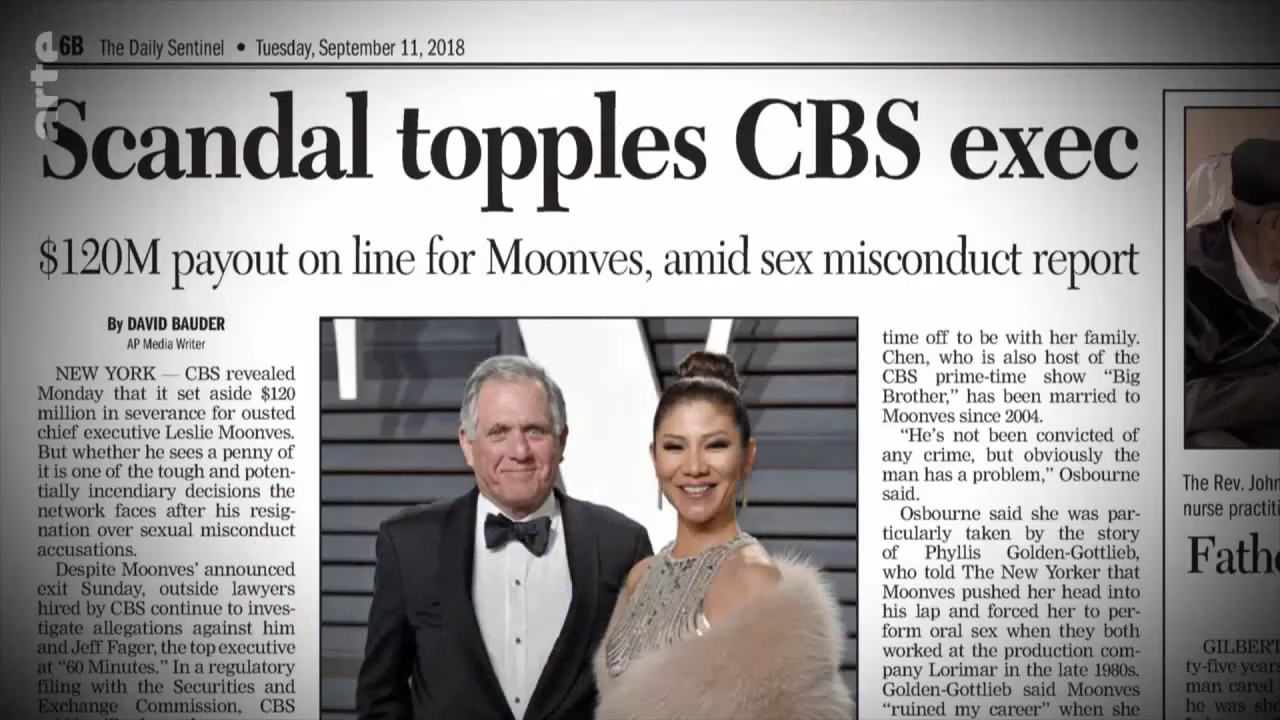 arte
6B The Daily Sentinel • Tuesday, September 11, 2018
Scandal topples CBS exec
$120M payout on line for Moonves, amid sex misconduct report
By DAVID BAUDER
AP Media Writer
NEW YORK — CBS revealed
Monday that it set aside $120
million in severance for ousted
chief executive Leslie Moonves.
But whether he sees a penny of
it is one of the tough and poten-
tially incendiary decisions the
network faces after his resig-
nation over sexual misconduct
accusations.
Despite Moonves’ announced
exit Sunday, outside lawyers
hired by CBS continue to inves-
tigate allegations against him
and Jeff Fager, the top executive
at “60 Minutes.” In a regulatory
filing with the Securities and
Exchange Commission, CBS
time off to be with her family.
Chen, who is also host of the
CBS prime-time show “Big
Brother,” has been married to
Moonves since 2004.
“He’s not been convicted of
any crime, but obviously the
man has a problem,” Osbourne
said.
Osbourne said she was par-
ticularly taken by the story
of Phyllis Golden-Gottlieb,
who told The New Yorker that
Moonves pushed her head into
his lap and forced her to per-
form oral sex when they both
worked at the production com-
pany Lorimar in the late 1980s.
Golden-Gottlieb said Moonves
“ruined my career” when she
The Rev. John
nurse practiti
Fathe
GILBERT
ty-five years
man cared
he was she